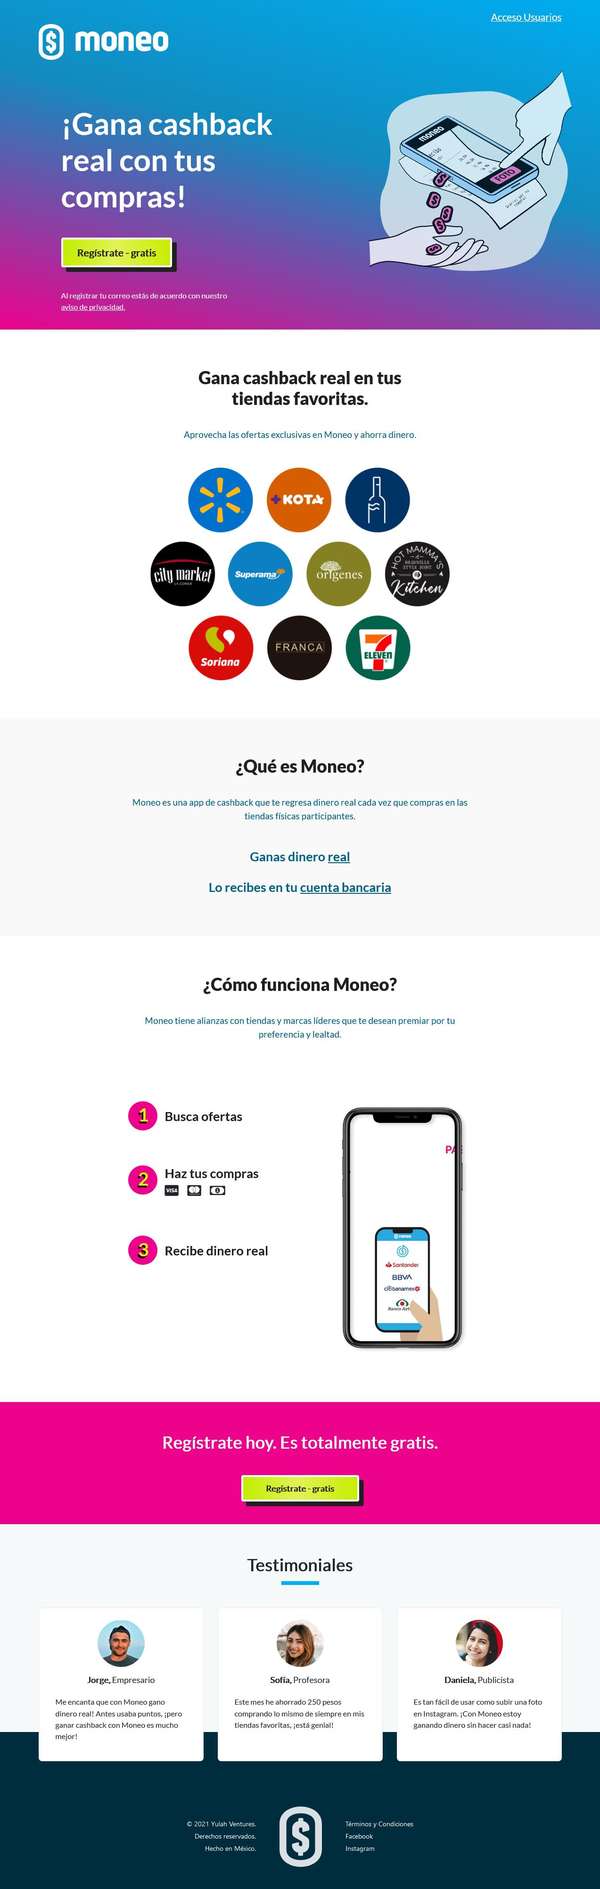 Acceso Usuarios
moneo
¡Gana cashback
real con tus
compras!
moneo
FOTO
Regístrate - gratis
Al registrar tu correo estás de acuerdo con nuestro
aviso de privacidad.
Gana cashback real en tus
tiendas favoritas.
Aprovecha las ofertas exclusivas en Moneo y ahorra dinero.
+KOTA
city market
LA COMER
Superama
orígenes
HOT MAMMA'S
NASHVILLE
STYLE JOINT
Kitchen
Soriana
FRANCA
7
ELEVEN
¿Qué es Moneo?
Moneo es una app de cashback que te regresa dinero real cada vez que compras en las
tiendas físicas participantes.
Ganas dinero real
Lo recibes en tu cuenta bancaria
¿Cómo funciona Moneo?
Moneo tiene alianzas con tiendas y marcas líderes que te desean premiar por tu
preferencia y lealtad.
1 Busca ofertas
2 Haz tus compras
VISA
3 Recibe dinero real
moneo
Santander
BBVA
citibanamex
Regístrate hoy. Es totalmente gratis.
Regístrate - gratis
Testimoniales
Jorge, Empresario
Me encanta que con Moneo gano
dinero real! Antes usaba puntos, ¡pero
ganar cashback con Moneo es mucho
mejor!
Sofía, Profesora
Este mes he ahorrado 250 pesos
comprando lo mismo de siempre en mis
tiendas favoritas, ¡está genial!
Daniela, Publicista
Es tan fácil de usar como subir una foto
en Instagram. ¡Con Moneo estoy
ganando dinero sin hacer casi nada!
© 2021 Yulah Ventures.
Derechos reservados.
Hecho en México.
Términos y Condiciones
Facebook
Instagram